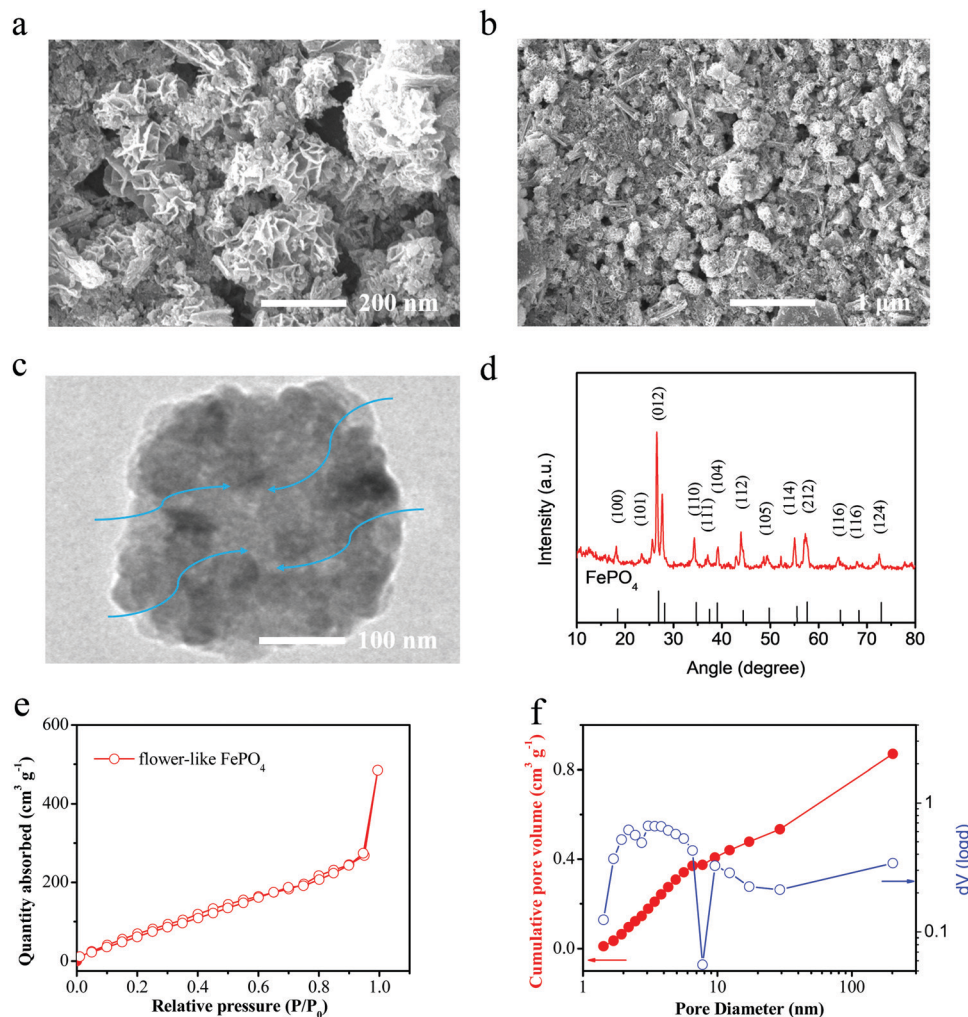 a
200 nm
b
1 μm
c
100 nm
d
Intensity (a.u.)
(100)
(101)
(012)
(110)
(111)
(104)
(112)
(105)
(114)
(212)
(116)
(116)
(124)
FePO₄
10 20 30 40 50 60 70 80
Angle (degree)
e
Quantity absorbed (cm³ g⁻¹)
600
400
200
0
flower-like FePO₄
0.0 0.2 0.4 0.6 0.8 1.0
Relative pressure (P/P₀)
f
Cumulative pore volume (cm³ g⁻¹)
0.8
0.4
0.0
1 10 100
Pore Diameter (nm)
1
0.1
dV (logd)